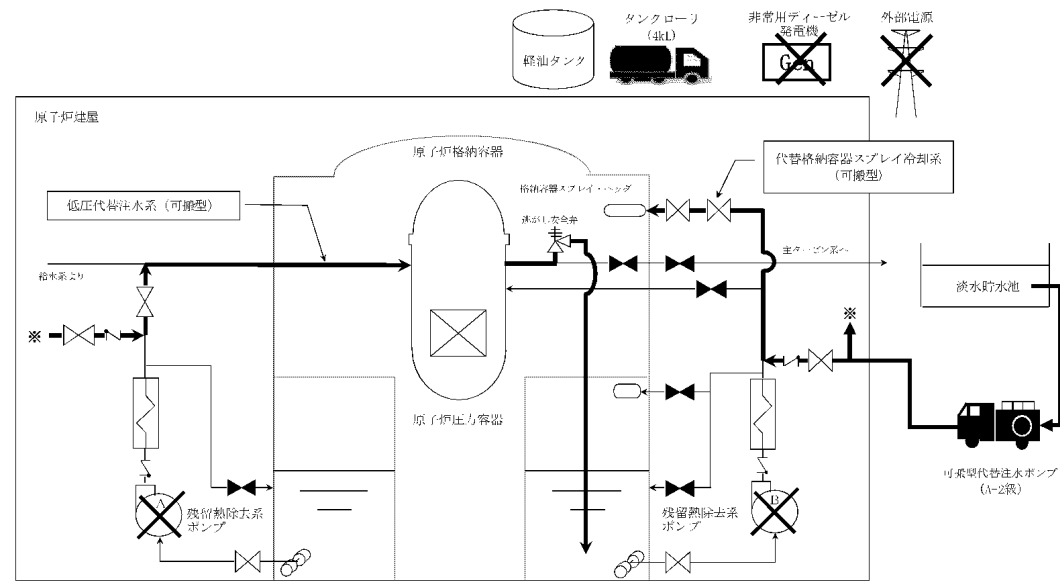 タンクローリ
(4kL)
非常用ディーゼル
発電機
外部電源
軽油タンク
Gen
原子炉建屋
原子炉格納容器
代替格納容器スプレイ冷却系
(可搬型)
格納容器スプレイ・ヘッダ
低圧代替注水系 (可搬型)
逃がし安全弁
主タービン系へ
給水系より
淡水貯水池
※
※
原子炉圧力容器
可搬型代替注水ポンプ
(A-2級)
A
残留熱除去系
ポンプ
残留熱除去系
ポンプ
B